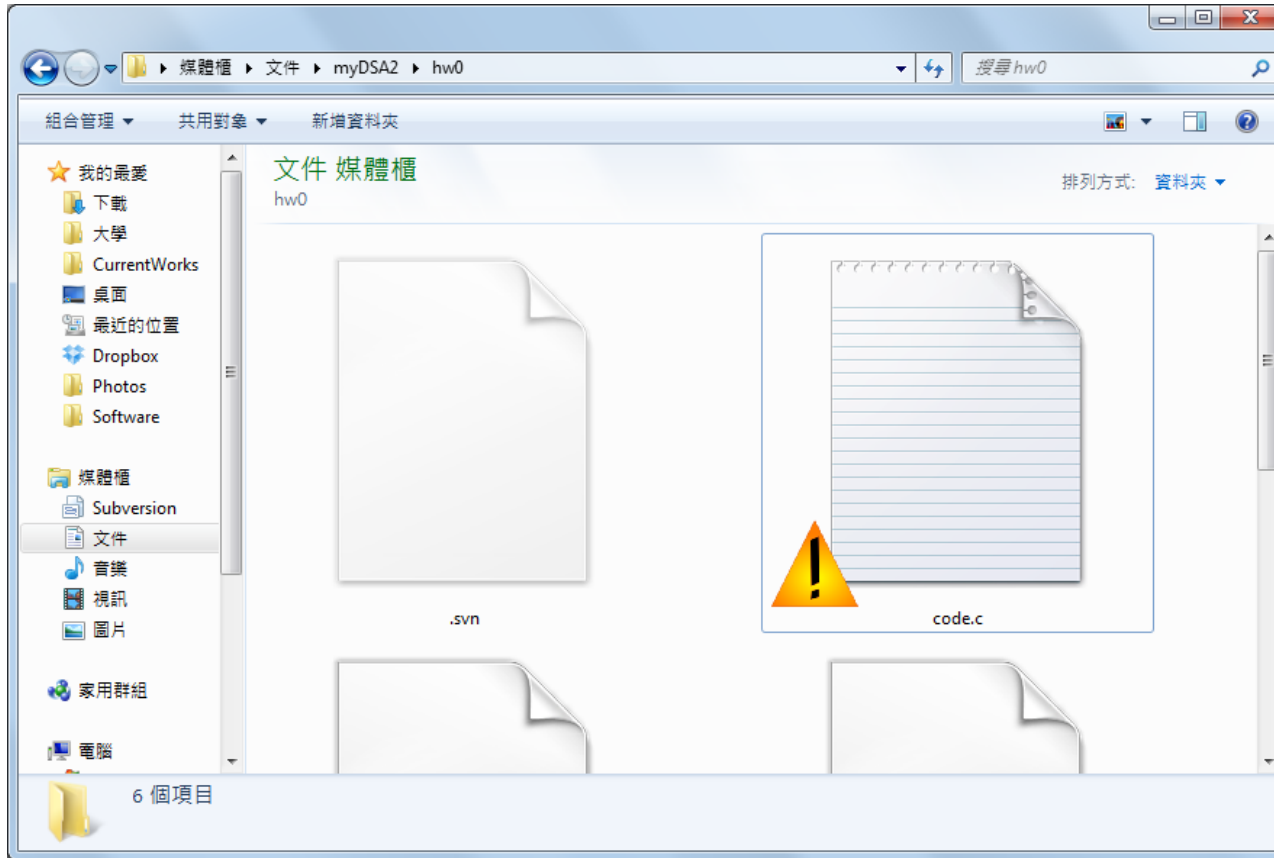 媒體櫃 文件 myDSA2 hw0
搜尋 hw0
組合管理 共用對象 新增資料夾
我的最愛
下載
大學
CurrentWorks
桌面
最近的位置
Dropbox
Photos
Software
媒體櫃
Subversion
文件
音樂
視訊
圖片
家用群組
電腦
文件 媒體櫃
hw0
排列方式: 資料夾
.svn
code.c
6 個項目